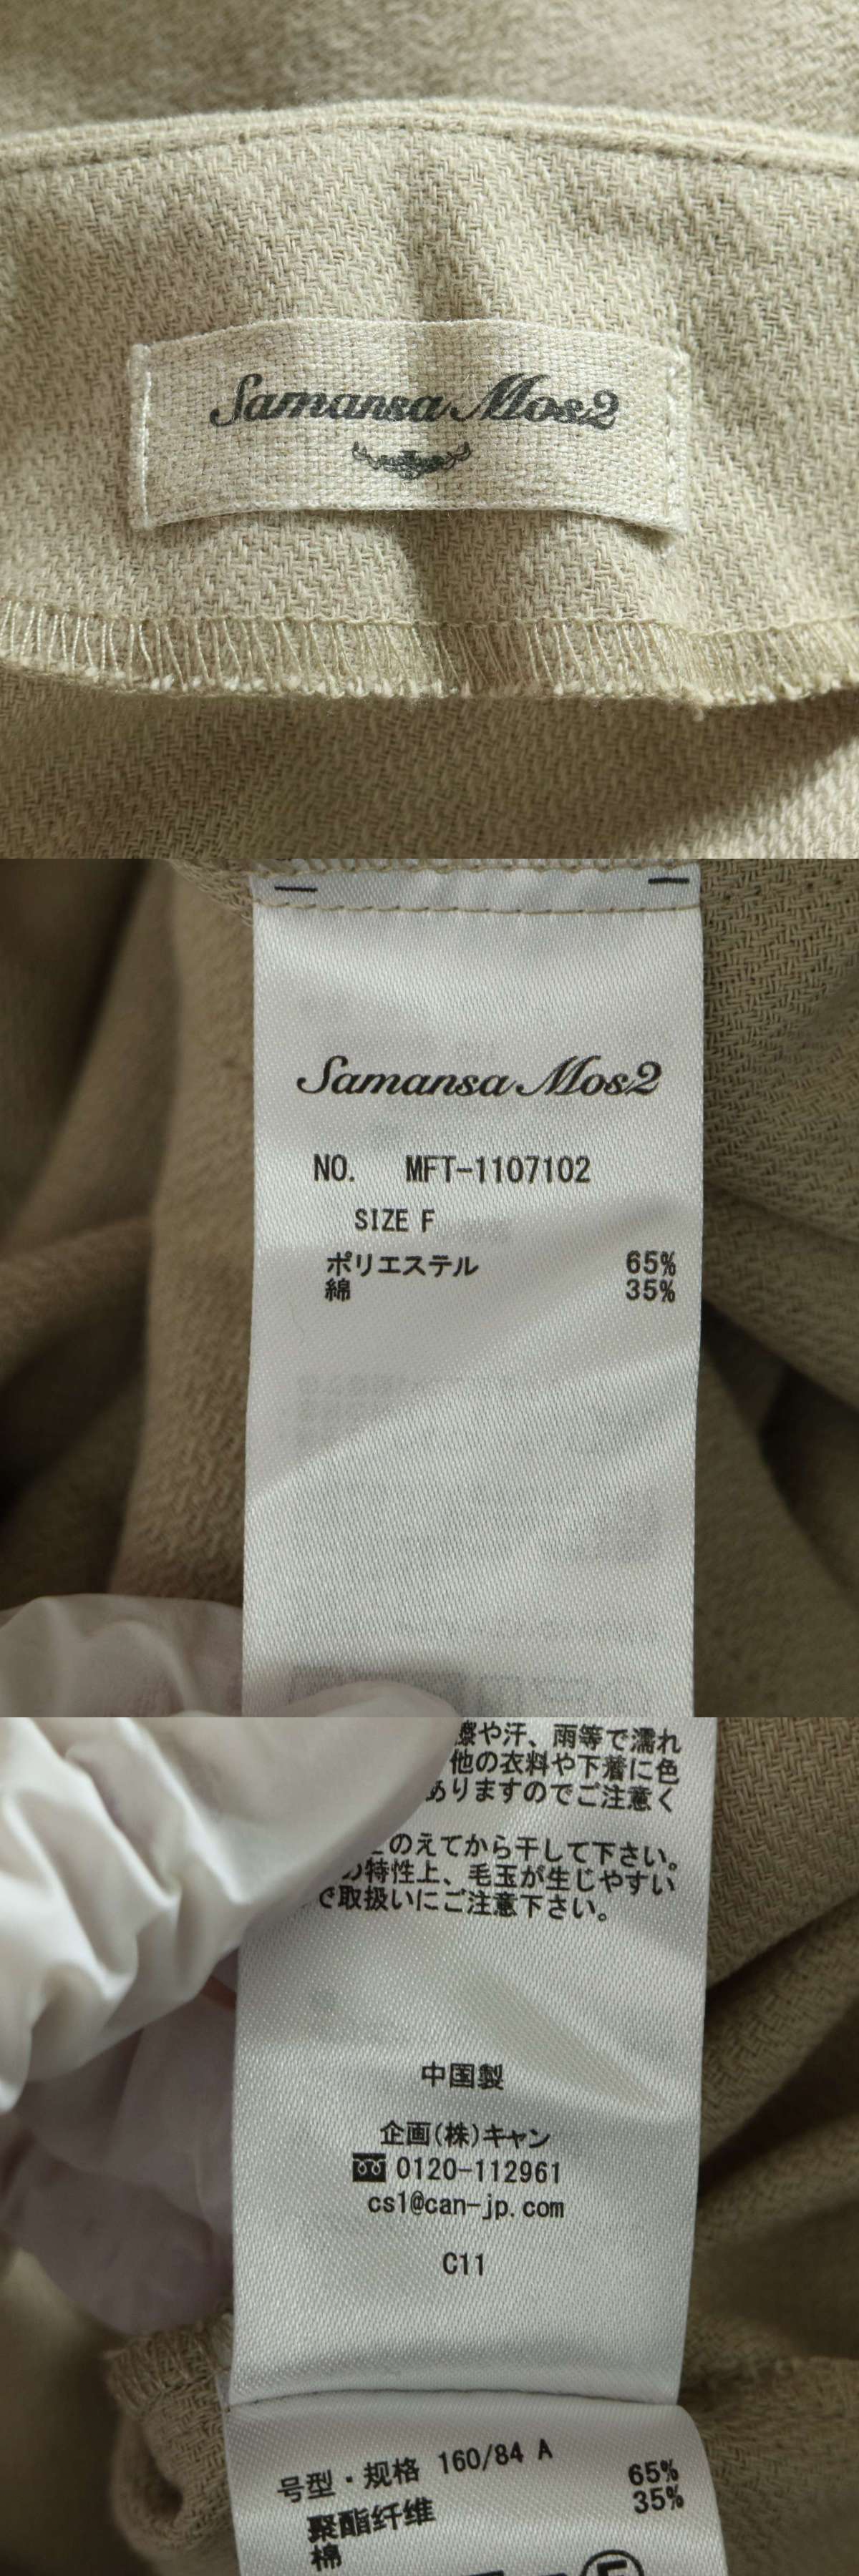 Samansa Mos2
Samansa Mos2
NO. MFT-1107102
SIZE F
ポリエステル 65%
綿 35%
擦や汗、雨等で濡れ
他の衣料や下着に色
ありますのでご注意く
とのえてから干して下さい。
の特性上、毛玉が生じやすい
で取扱いにご注意下さい。
中国製
企画(株)キャン
0120-112961
cs1@can-jp.com
C11
号型・规格 160/84 A
聚酯纤维 65%
棉 35%